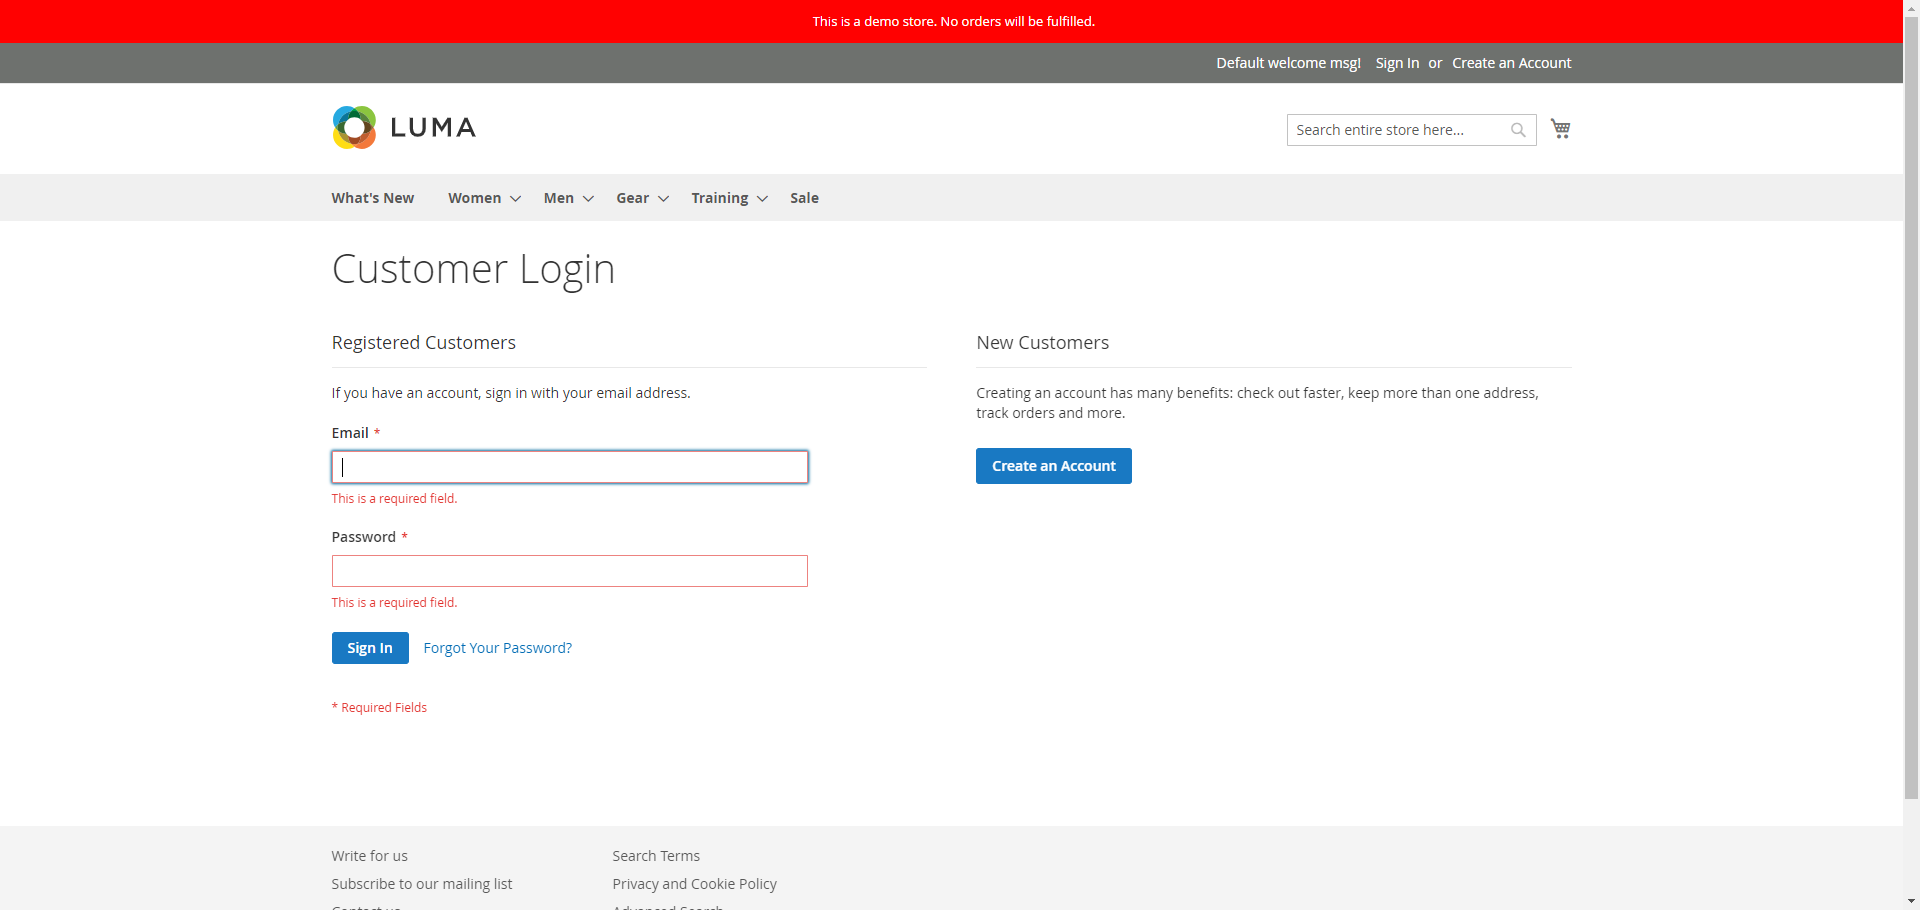 This is a demo store. No orders will be fulfilled.
Default welcome msg! Sign In or Create an Account
LUMA
Search entire store here...
What's New Women Men Gear Training Sale
Customer Login
Registered Customers
If you have an account, sign in with your email address.
Email *
This is a required field.
Password *
This is a required field.
Sign In Forgot Your Password?
* Required Fields
New Customers
Creating an account has many benefits: check out faster, keep more than one address,
track orders and more.
Create an Account
Write for us
Subscribe to our mailing list
Contact us
Search Terms
Privacy and Cookie Policy
Advanced Search